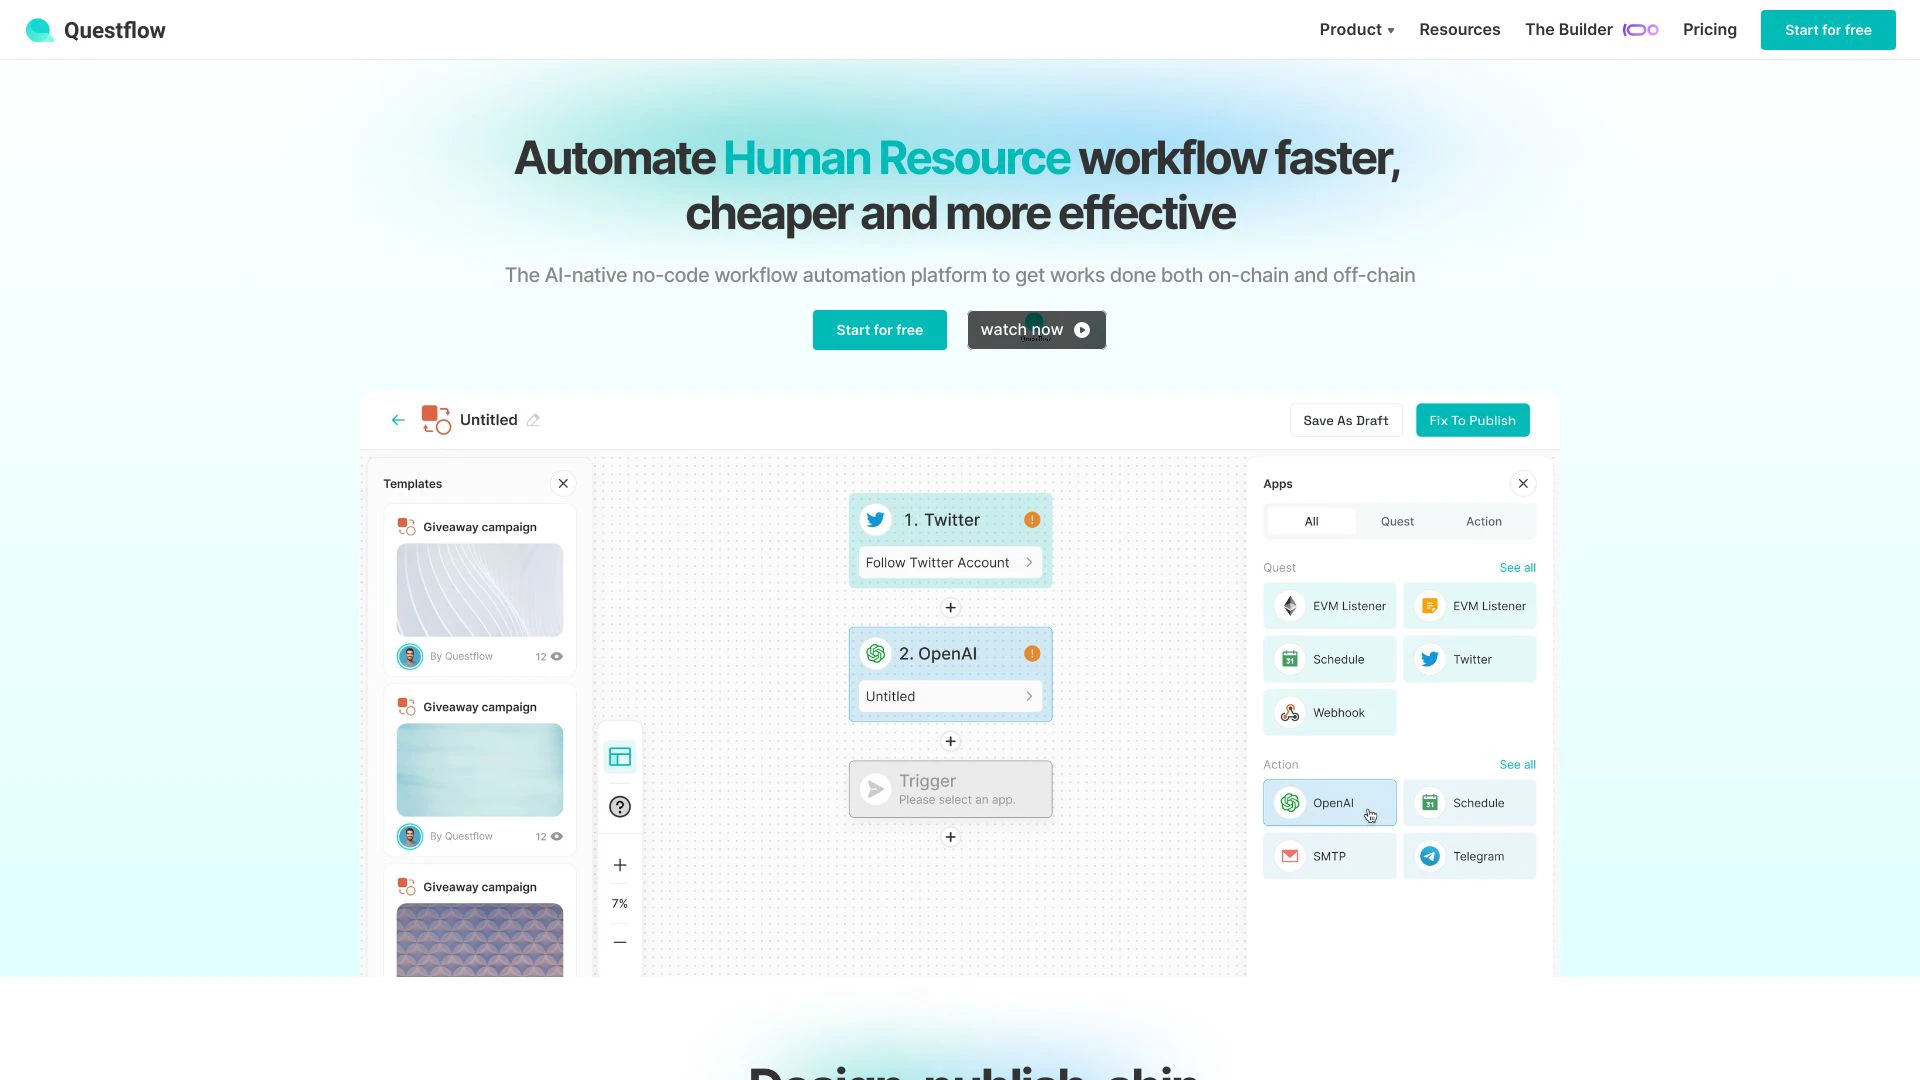 Questflow
Product
Resources
The Builder
Pricing
Start for free
Automate Human Resource workflow faster,
cheaper and more effective
The AI-native no-code workflow automation platform to get works done both on-chain and off-chain
Start for free
watch now
Questflow
Untitled
Save As Draft
Fix To Publish
Templates
Giveaway campaign
By Questflow
12
Giveaway campaign
By Questflow
12
Giveaway campaign
7%
1. Twitter
Follow Twitter Account
2. OpenAI
Untitled
Trigger
Please select an app.
Apps
All
Quest
Action
Quest
See all
EVM Listener
EVM Listener
31
Schedule
Twitter
Webhook
Action
See all
OpenAI
31
Schedule
SMTP
Telegram